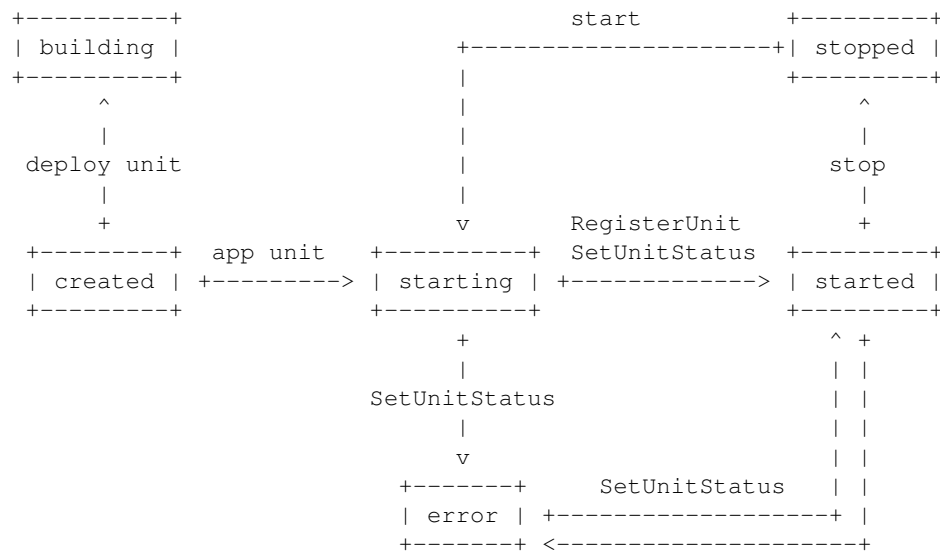 start
building
stopped
deploy unit
stop
RegisterUnit
app unit
SetUnitStatus
created
starting
started
SetUnitStatus
SetUnitStatus
error